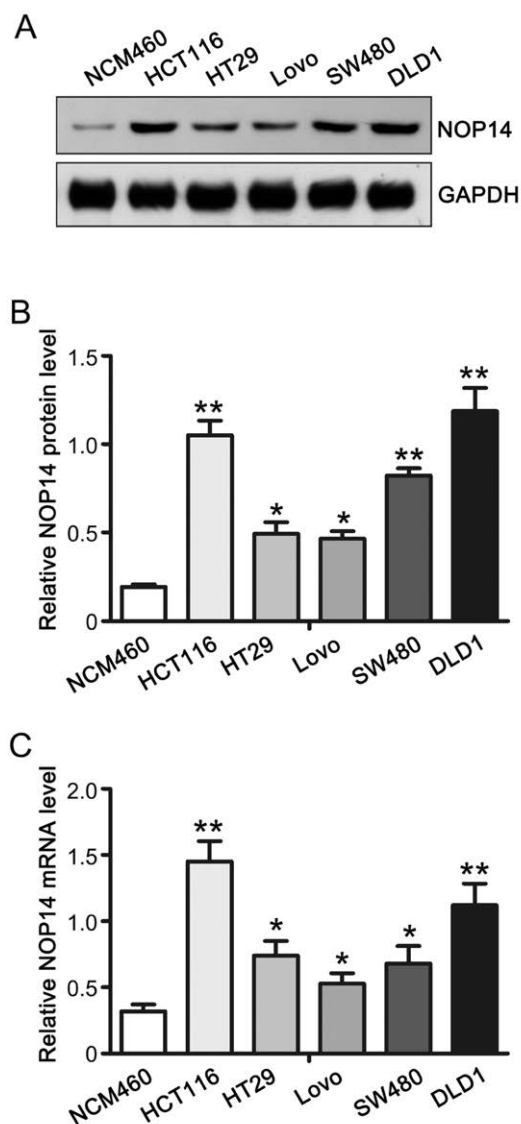 A
NCM460
HCT116
HT29
Lovo
SW480
DLD1
NOP14
GAPDH
B
Relative NOP14 protein level
1.5
1.0
0.5
0
**
*
*
**
**
NCM460
HCT116
HT29
Lovo
SW480
DLD1
C
Relative NOP14 mRNA level
2.0
1.5
1.0
0.5
0
**
*
*
*
**
NCM460
HCT116
HT29
Lovo
SW480
DLD1